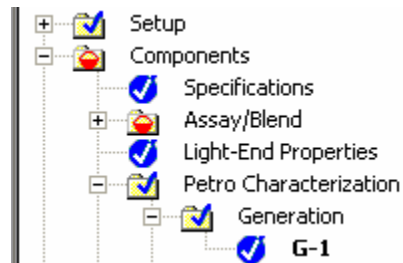 Setup
Components
Specifications
Assay/Blend
Light-End Properties
Petro Characterization
Generation
G-1